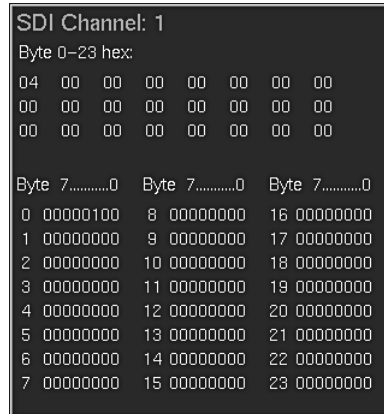 SDI Channel: 1
Byte 0-23 hex:
04 00 00 00 00 00 00 00
00 00 00 00 00 00 00 00
00 00 00 00 00 00 00 00
Byte 7...........0 Byte 7...........0 Byte 7...........0
0 00000100 8 00000000 16 00000000
1 00000000 9 00000000 17 00000000
2 00000000 10 00000000 18 00000000
3 00000000 11 00000000 19 00000000
4 00000000 12 00000000 20 00000000
5 00000000 13 00000000 21 00000000
6 00000000 14 00000000 22 00000000
7 00000000 15 00000000 23 00000000